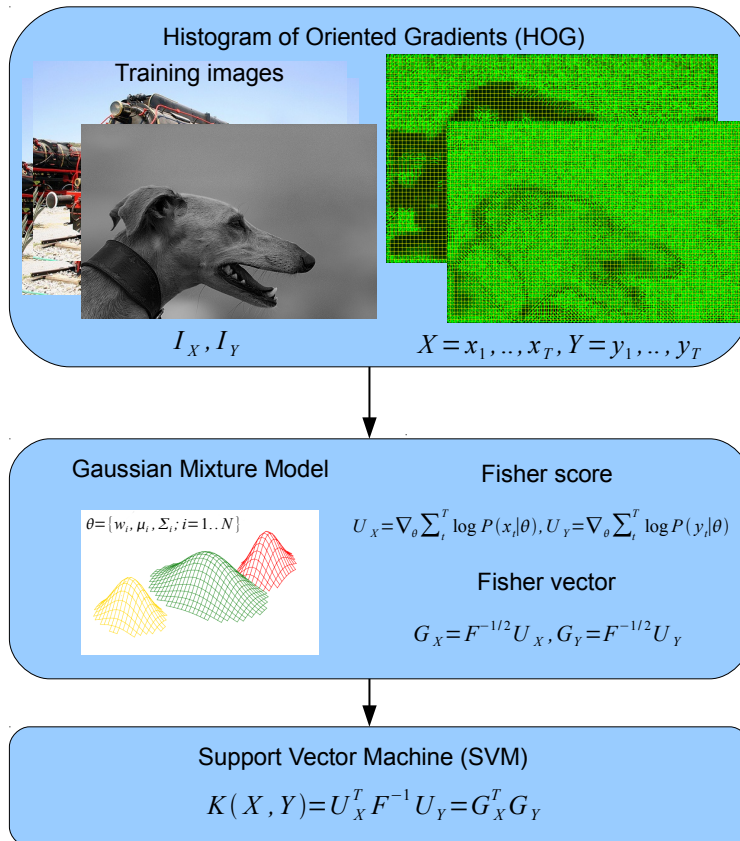 Histogram of Oriented Gradients (HOG)
Training images
I_X , I_Y
X = x_1 , .. , x_T , Y = y_1 , .. , y_T
Gaussian Mixture Model
θ={w_i , μ_i , Σ_i ; i=1..N}
Fisher score
U_X=∇_θ ∑_t^T log P(x_t|θ), U_Y=∇_θ ∑_t^T log P(y_t|θ)
Fisher vector
G_X=F^{-1/2} U_X , G_Y=F^{-1/2} U_Y
Support Vector Machine (SVM)
K(X ,Y)=U_X^T F^{-1} U_Y=G_X^T G_Y